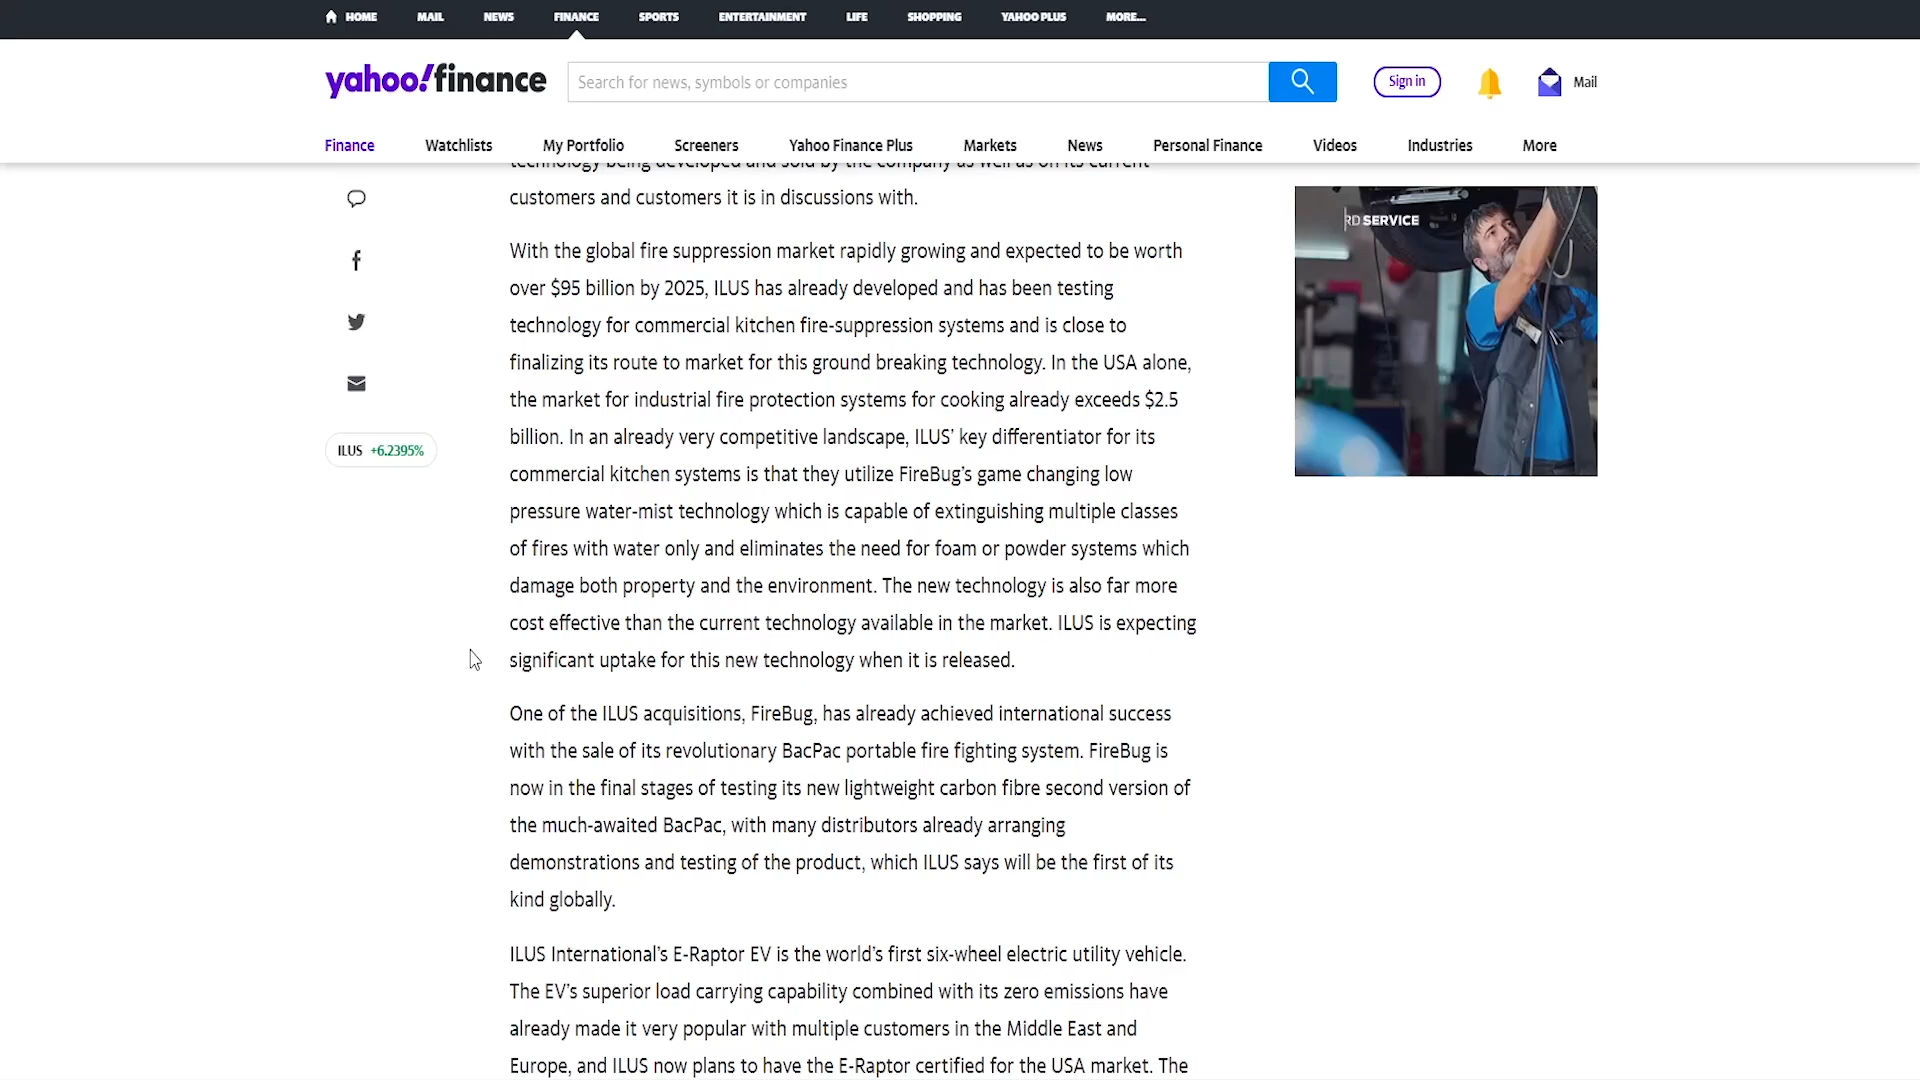 HOME MAIL NEWS FINANCE SPORTS ENTERTAINMENT LIFE SHOPPING YAHOO PLUS MORE...
yahoo!finance Search for news, symbols or companies Sign in Mail
Finance Watchlists My Portfolio Screeners Yahoo Finance Plus Markets News Personal Finance Videos Industries More
technology being developed and sold by the company as well as on its current
customers and customers it is in discussions with.
RD SERVICE
With the global fire suppression market rapidly growing and expected to be worth
over $95 billion by 2025, ILUS has already developed and has been testing
technology for commercial kitchen fire-suppression systems and is close to
finalizing its route to market for this ground breaking technology. In the USA alone,
the market for industrial fire protection systems for cooking already exceeds $2.5
billion. In an already very competitive landscape, ILUS’ key differentiator for its
ILUS +6.2395%
commercial kitchen systems is that they utilize FireBug’s game changing low
pressure water-mist technology which is capable of extinguishing multiple classes
of fires with water only and eliminates the need for foam or powder systems which
damage both property and the environment. The new technology is also far more
cost effective than the current technology available in the market. ILUS is expecting
significant uptake for this new technology when it is released.
One of the ILUS acquisitions, FireBug, has already achieved international success
with the sale of its revolutionary BacPac portable fire fighting system. FireBug is
now in the final stages of testing its new lightweight carbon fibre second version of
the much-awaited BacPac, with many distributors already arranging
demonstrations and testing of the product, which ILUS says will be the first of its
kind globally.
ILUS International’s E-Raptor EV is the world’s first six-wheel electric utility vehicle.
The EV’s superior load carrying capability combined with its zero emissions have
already made it very popular with multiple customers in the Middle East and
Europe, and ILUS now plans to have the E-Raptor certified for the USA market. The